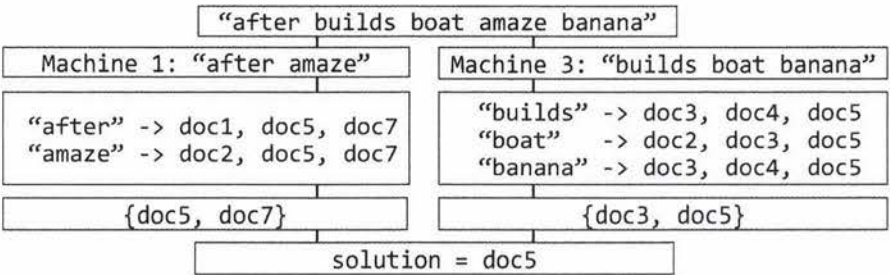 “after builds boat amaze banana”
Machine 1: “after amaze”
Machine 3: “builds boat banana”
“after” -> doc1, doc5, doc7
“amaze” -> doc2, doc5, doc7
“builds” -> doc3, doc4, doc5
“boat” -> doc2, doc3, doc5
“banana” -> doc3, doc4, doc5
{doc5, doc7}
{doc3, doc5}
solution = doc5